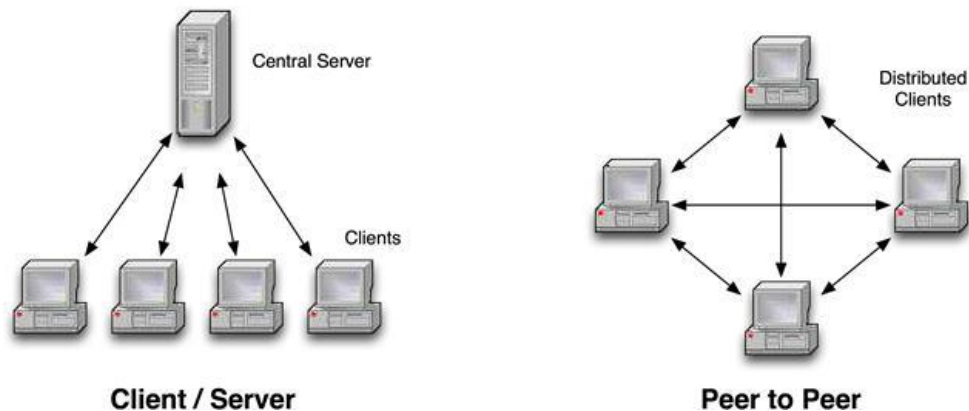 Central Server
Clients
Client / Server
Distributed
Clients
Peer to Peer